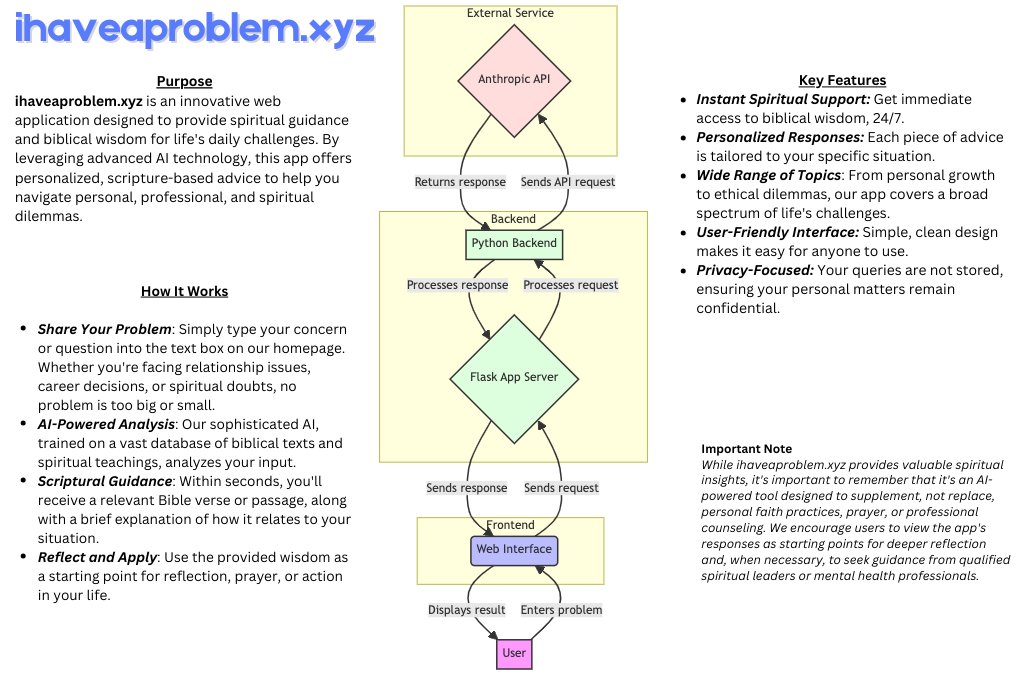 ihaveaproblem.xyz
Purpose
ihaveaproblem.xyz is an innovative web
application designed to provide spiritual guidance
and biblical wisdom for life's daily challenges. By
leveraging advanced AI technology, this app offers
personalized, scripture-based advice to help you
navigate personal, professional, and spiritual
dilemmas.
How It Works
• Share Your Problem: Simply type your concern
or question into the text box on our homepage.
Whether you're facing relationship issues,
career decisions, or spiritual doubts, no
problem is too big or small.
• AI-Powered Analysis: Our sophisticated AI,
trained on a vast database of biblical texts and
spiritual teachings, analyzes your input.
• Scriptural Guidance: Within seconds, you'll
receive a relevant Bible verse or passage, along
with a brief explanation of how it relates to your
situation.
• Reflect and Apply: Use the provided wisdom as
a starting point for reflection, prayer, or action
in your life.
External Service
Anthropic API
Returns response
Sends API request
Backend
Python Backend
Processes response
Processes request
Flask App Server
Sends response
Sends request
Frontend
Web Interface
Displays result
Enters problem
User
Key Features
• Instant Spiritual Support: Get immediate
access to biblical wisdom, 24/7.
• Personalized Responses: Each piece of advice
is tailored to your specific situation.
• Wide Range of Topics: From personal growth
to ethical dilemmas, our app covers a broad
spectrum of life's challenges.
• User-Friendly Interface: Simple, clean design
makes it easy for anyone to use.
• Privacy-Focused: Your queries are not stored,
ensuring your personal matters remain
confidential.
Important Note
While ihaveaproblem.xyz provides valuable spiritual
insights, it's important to remember that it's an AI-
powered tool designed to supplement, not replace,
personal faith practices, prayer, or professional
counseling. We encourage users to view the app's
responses as starting points for deeper reflection
and, when necessary, to seek guidance from qualified
spiritual leaders or mental health professionals.